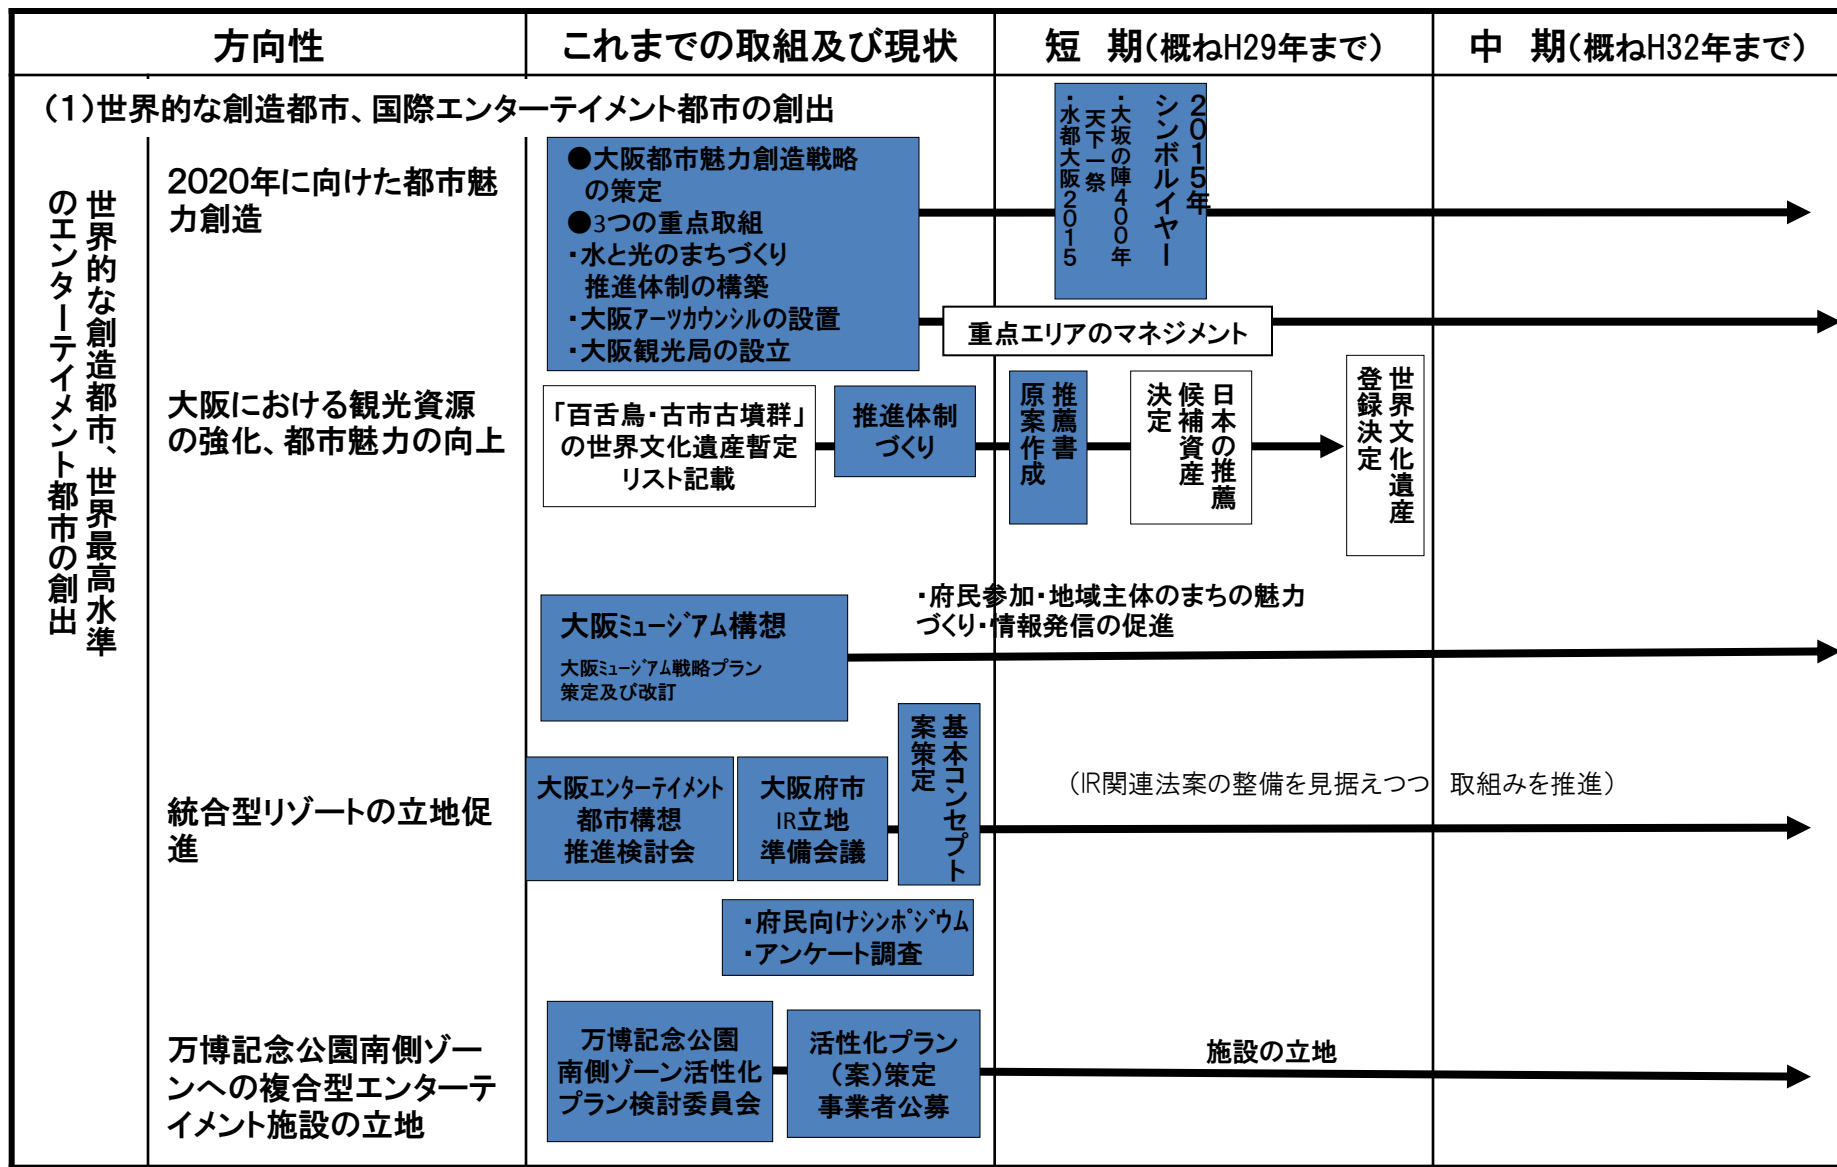 方向性
これまでの取組及び現状
短　期（概ねH29年まで）
中　期（概ねH32年まで）
（１）世界的な創造都市、国際エンターテイメント都市の創出
世界的な創造都市、世界最高水準
のエンターテイメント都市の創出
2020年に向けた都市魅
力創造
●大阪都市魅力創造戦略
の策定
●3つの重点取組
・水と光のまちづくり
推進体制の構築
・大阪ｱｰﾂｶｳﾝｼﾙの設置
・大阪観光局の設立
２０１５年
シンボルイヤー
・大坂の陣４００年
天下一祭
・水都大阪２０１５
重点エリアのマネジメント
大阪における観光資源
の強化、都市魅力の向上
「百舌鳥・古市古墳群」
の世界文化遺産暫定
リスト記載
推進体制
づくり
推薦書
原案作成
日本の推薦
候補資産
決定
世界文化遺産
登録決定
大阪ﾐｭｰｼﾞｱﾑ構想
大阪ﾐｭｰｼﾞｱﾑ戦略プラン
策定及び改訂
・府民参加・地域主体のまちの魅力
づくり・情報発信の促進
統合型リゾートの立地促
進
大阪ｴﾝﾀｰﾃｲﾒﾝﾄ
都市構想
推進検討会
大阪府市
IR立地
準備会議
基本コンセプト
案策定
（IR関連法案の整備を見据えつつ　取組みを推進）
・府民向けｼﾝﾎﾟｼﾞｳﾑ
・アンケート調査
万博記念公園南側ゾー
ンへの複合型エンターテ
イメント施設の立地
万博記念公園
南側ゾーン活性化
プラン検討委員会
活性化プラン
（案）策定
事業者公募
施設の立地